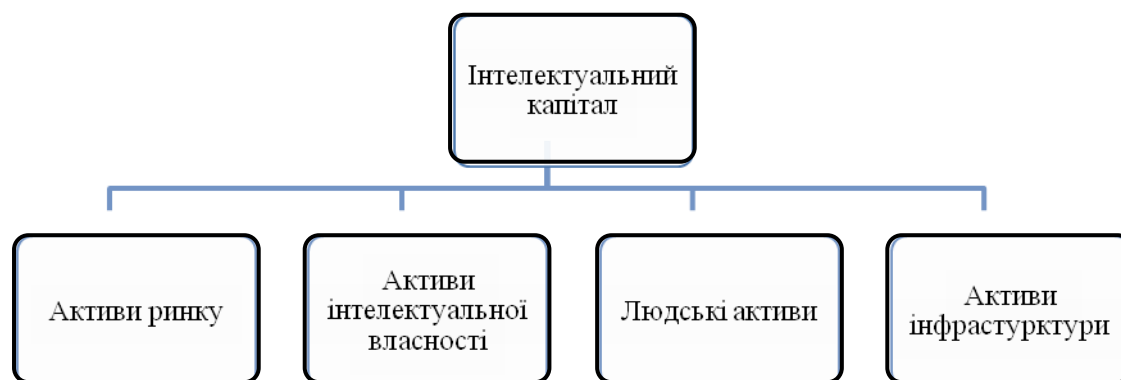 Інтелектуальний
капітал
Активи ринку
Активи
інтелектуальної
власності
Людські активи
Активи
інфрастурктури